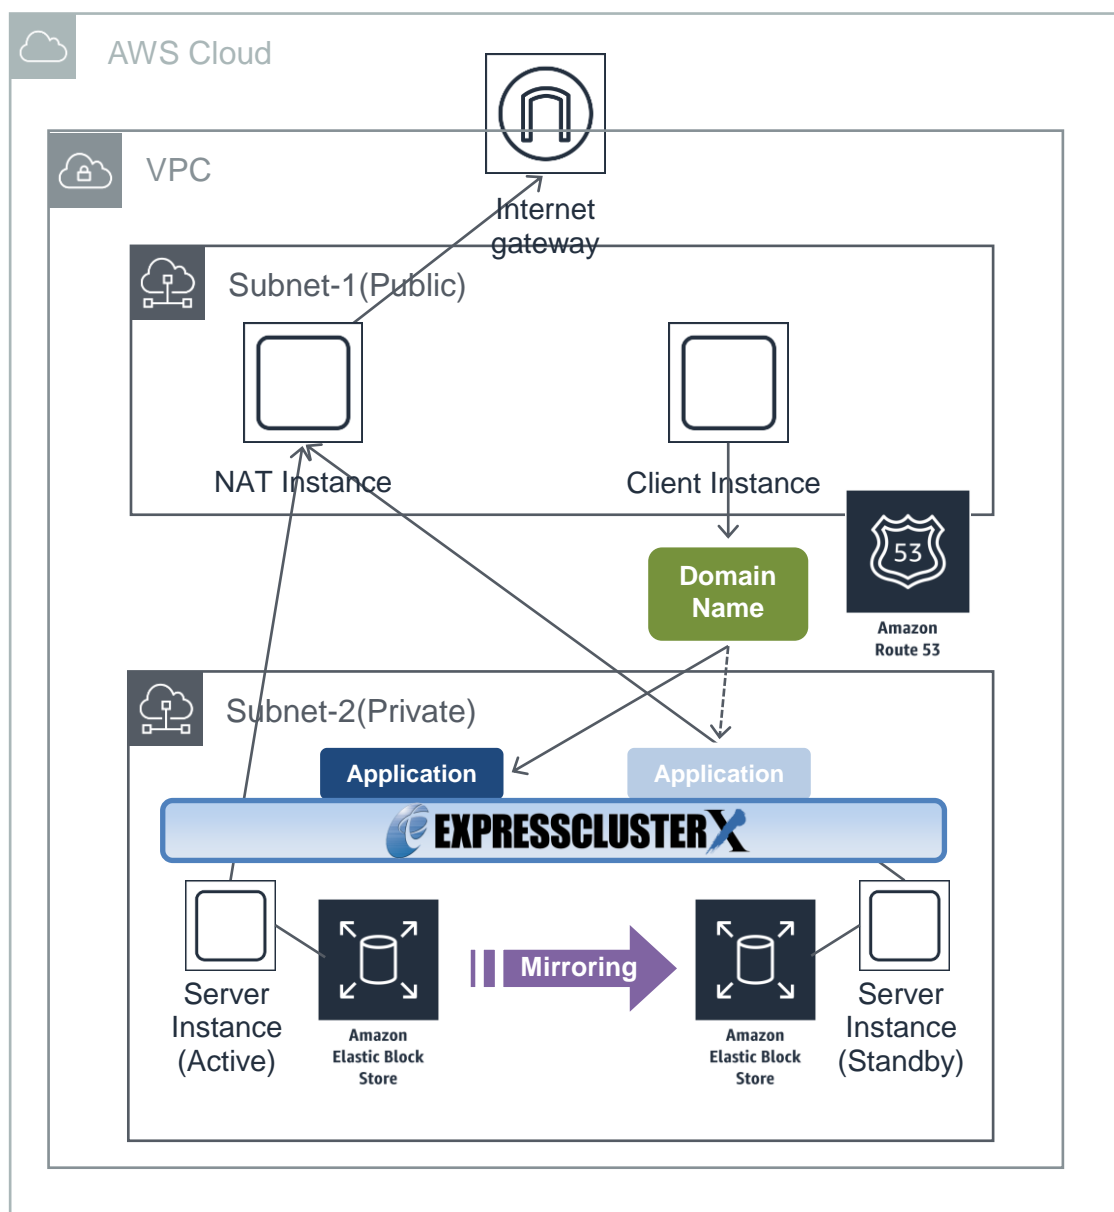 AWS Cloud
VPC
Internet
gateway
Subnet-1(Public)
NAT Instance
Client Instance
Domain
Name
53
Amazon
Route 53
Subnet-2(Private)
Application
Application
EXPRESSCLUSTER X
Mirroring
Server
Instance
(Active)
Amazon
Elastic Block
Store
Amazon
Elastic Block
Store
Server
Instance
(Standby)